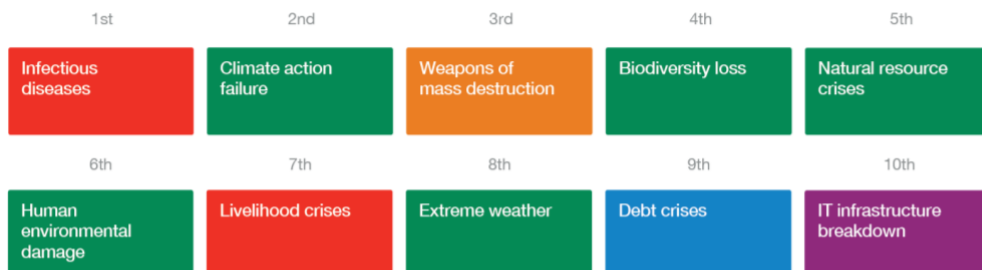 1st
2nd
3rd
4th
5th
Infectious
diseases
Climate action
failure
Weapons of
mass destruction
Biodiversity loss
Natural resource
crises
6th
7th
8th
9th
10th
Human
environmental
damage
Livelihood crises
Extreme weather
Debt crises
IT infrastructure
breakdown